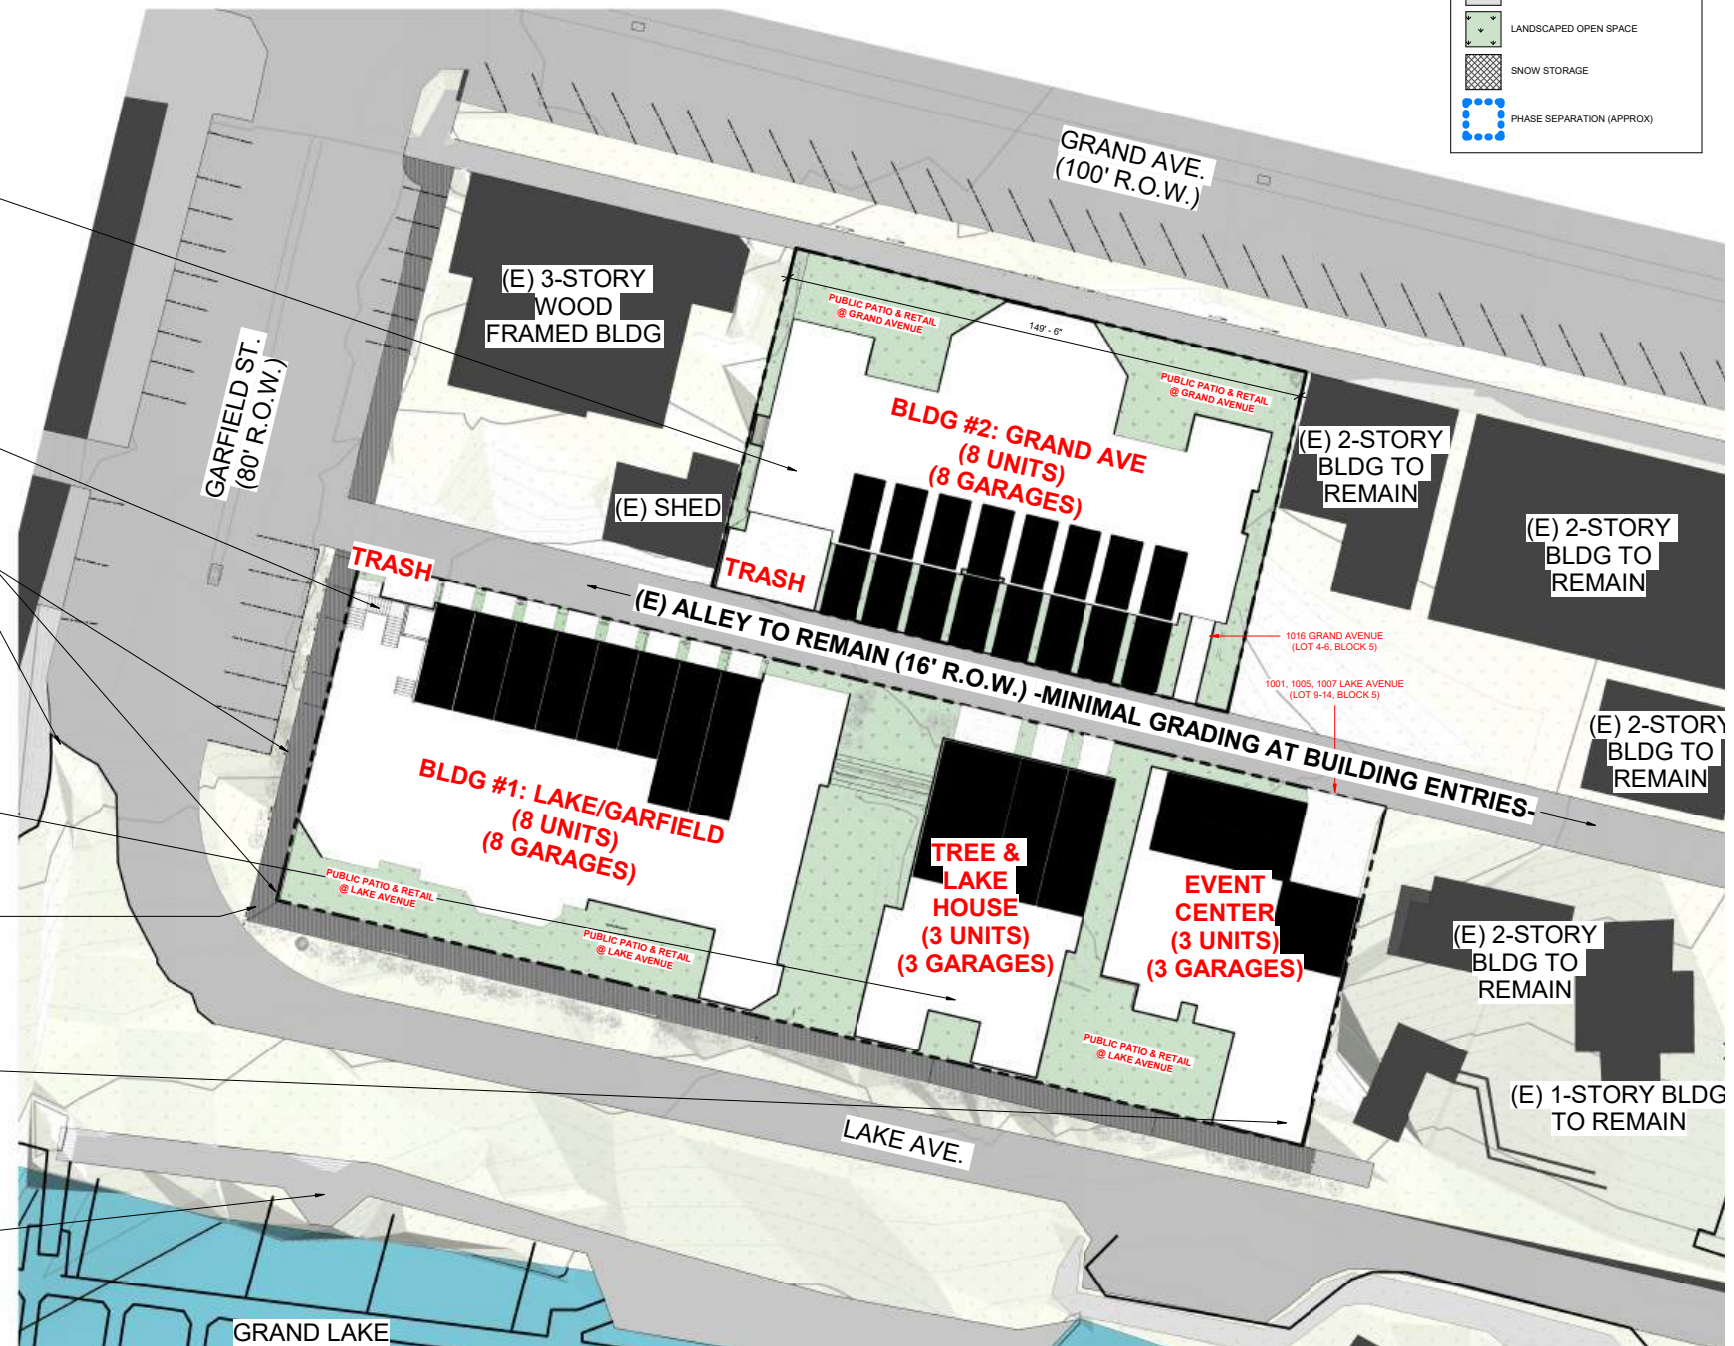 LANDSCAPED OPEN SPACE
SNOW STORAGE
PHASE SEPARATION (APPROX)
GRAND AVE.
(100' R.O.W.)
(E) 3-STORY
WOOD
FRAMED BLDG
PUBLIC PATIO & RETAIL
@ GRAND AVENUE
149' - 6"
PUBLIC PATIO & RETAIL
@ GRAND AVENUE
GARFIELD ST.
(80' R.O.W.)
BLDG #2: GRAND AVE
(8 UNITS)
(8 GARAGES)
(E) 2-STORY
BLDG TO
REMAIN
(E) SHED
(E) 2-STORY
BLDG TO
REMAIN
TRASH
TRASH
(E) ALLEY TO REMAIN (16' R.O.W.) -MINIMAL GRADING AT BUILDING ENTRIES-
1016 GRAND AVENUE
(LOT 4-6, BLOCK 5)
1001, 1005, 1007 LAKE AVENUE
(LOT 9-14, BLOCK 5)
(E) 2-STORY
BLDG TO
REMAIN
BLDG #1: LAKE/GARFIELD
(8 UNITS)
(8 GARAGES)
TREE &
LAKE
HOUSE
(3 UNITS)
(3 GARAGES)
EVENT
CENTER
(3 UNITS)
(3 GARAGES)
PUBLIC PATIO & RETAIL
@ LAKE AVENUE
PUBLIC PATIO & RETAIL
@ LAKE AVENUE
(E) 2-STORY
BLDG TO
REMAIN
PUBLIC PATIO & RETAIL
@ LAKE AVENUE
(E) 1-STORY BLDG
TO REMAIN
LAKE AVE.
GRAND LAKE